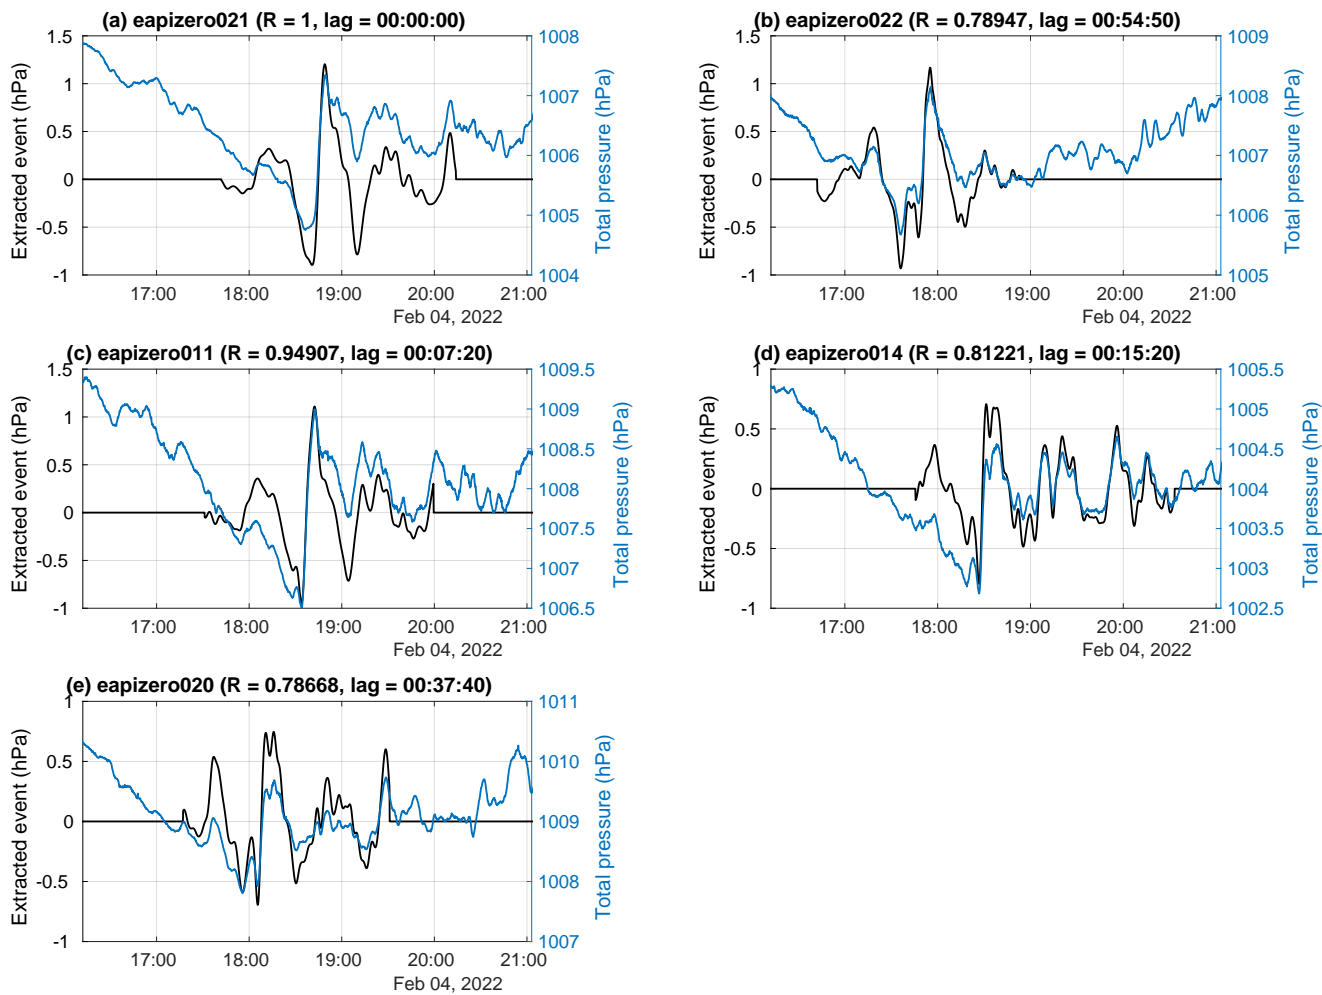 (a) eapizero021 (R = 1, lag = 00:00:00)
1.5
1
0.5
0
-0.5
-1
Extracted event (hPa)
1008
1007
1006
1005
1004
Total pressure (hPa)
17:00 18:00 19:00 20:00 21:00
Feb 04, 2022
(b) eapizero022 (R = 0.78947, lag = 00:54:50)
1.5
1
0.5
0
-0.5
-1
Extracted event (hPa)
1009
1008
1007
1006
1005
Total pressure (hPa)
17:00 18:00 19:00 20:00 21:00
Feb 04, 2022
(c) eapizero011 (R = 0.94907, lag = 00:07:20)
1.5
1
0.5
0
-0.5
-1
Extracted event (hPa)
1009.5
1009
1008.5
1008
1007.5
1007
1006.5
Total pressure (hPa)
17:00 18:00 19:00 20:00 21:00
Feb 04, 2022
(d) eapizero014 (R = 0.81221, lag = 00:15:20)
1
0.5
0
-0.5
-1
Extracted event (hPa)
1005.5
1005
1004.5
1004
1003.5
1003
1002.5
Total pressure (hPa)
17:00 18:00 19:00 20:00 21:00
Feb 04, 2022
(e) eapizero020 (R = 0.78668, lag = 00:37:40)
1
0.5
0
-0.5
-1
Extracted event (hPa)
1011
1010
1009
1008
1007
Total pressure (hPa)
17:00 18:00 19:00 20:00 21:00
Feb 04, 2022